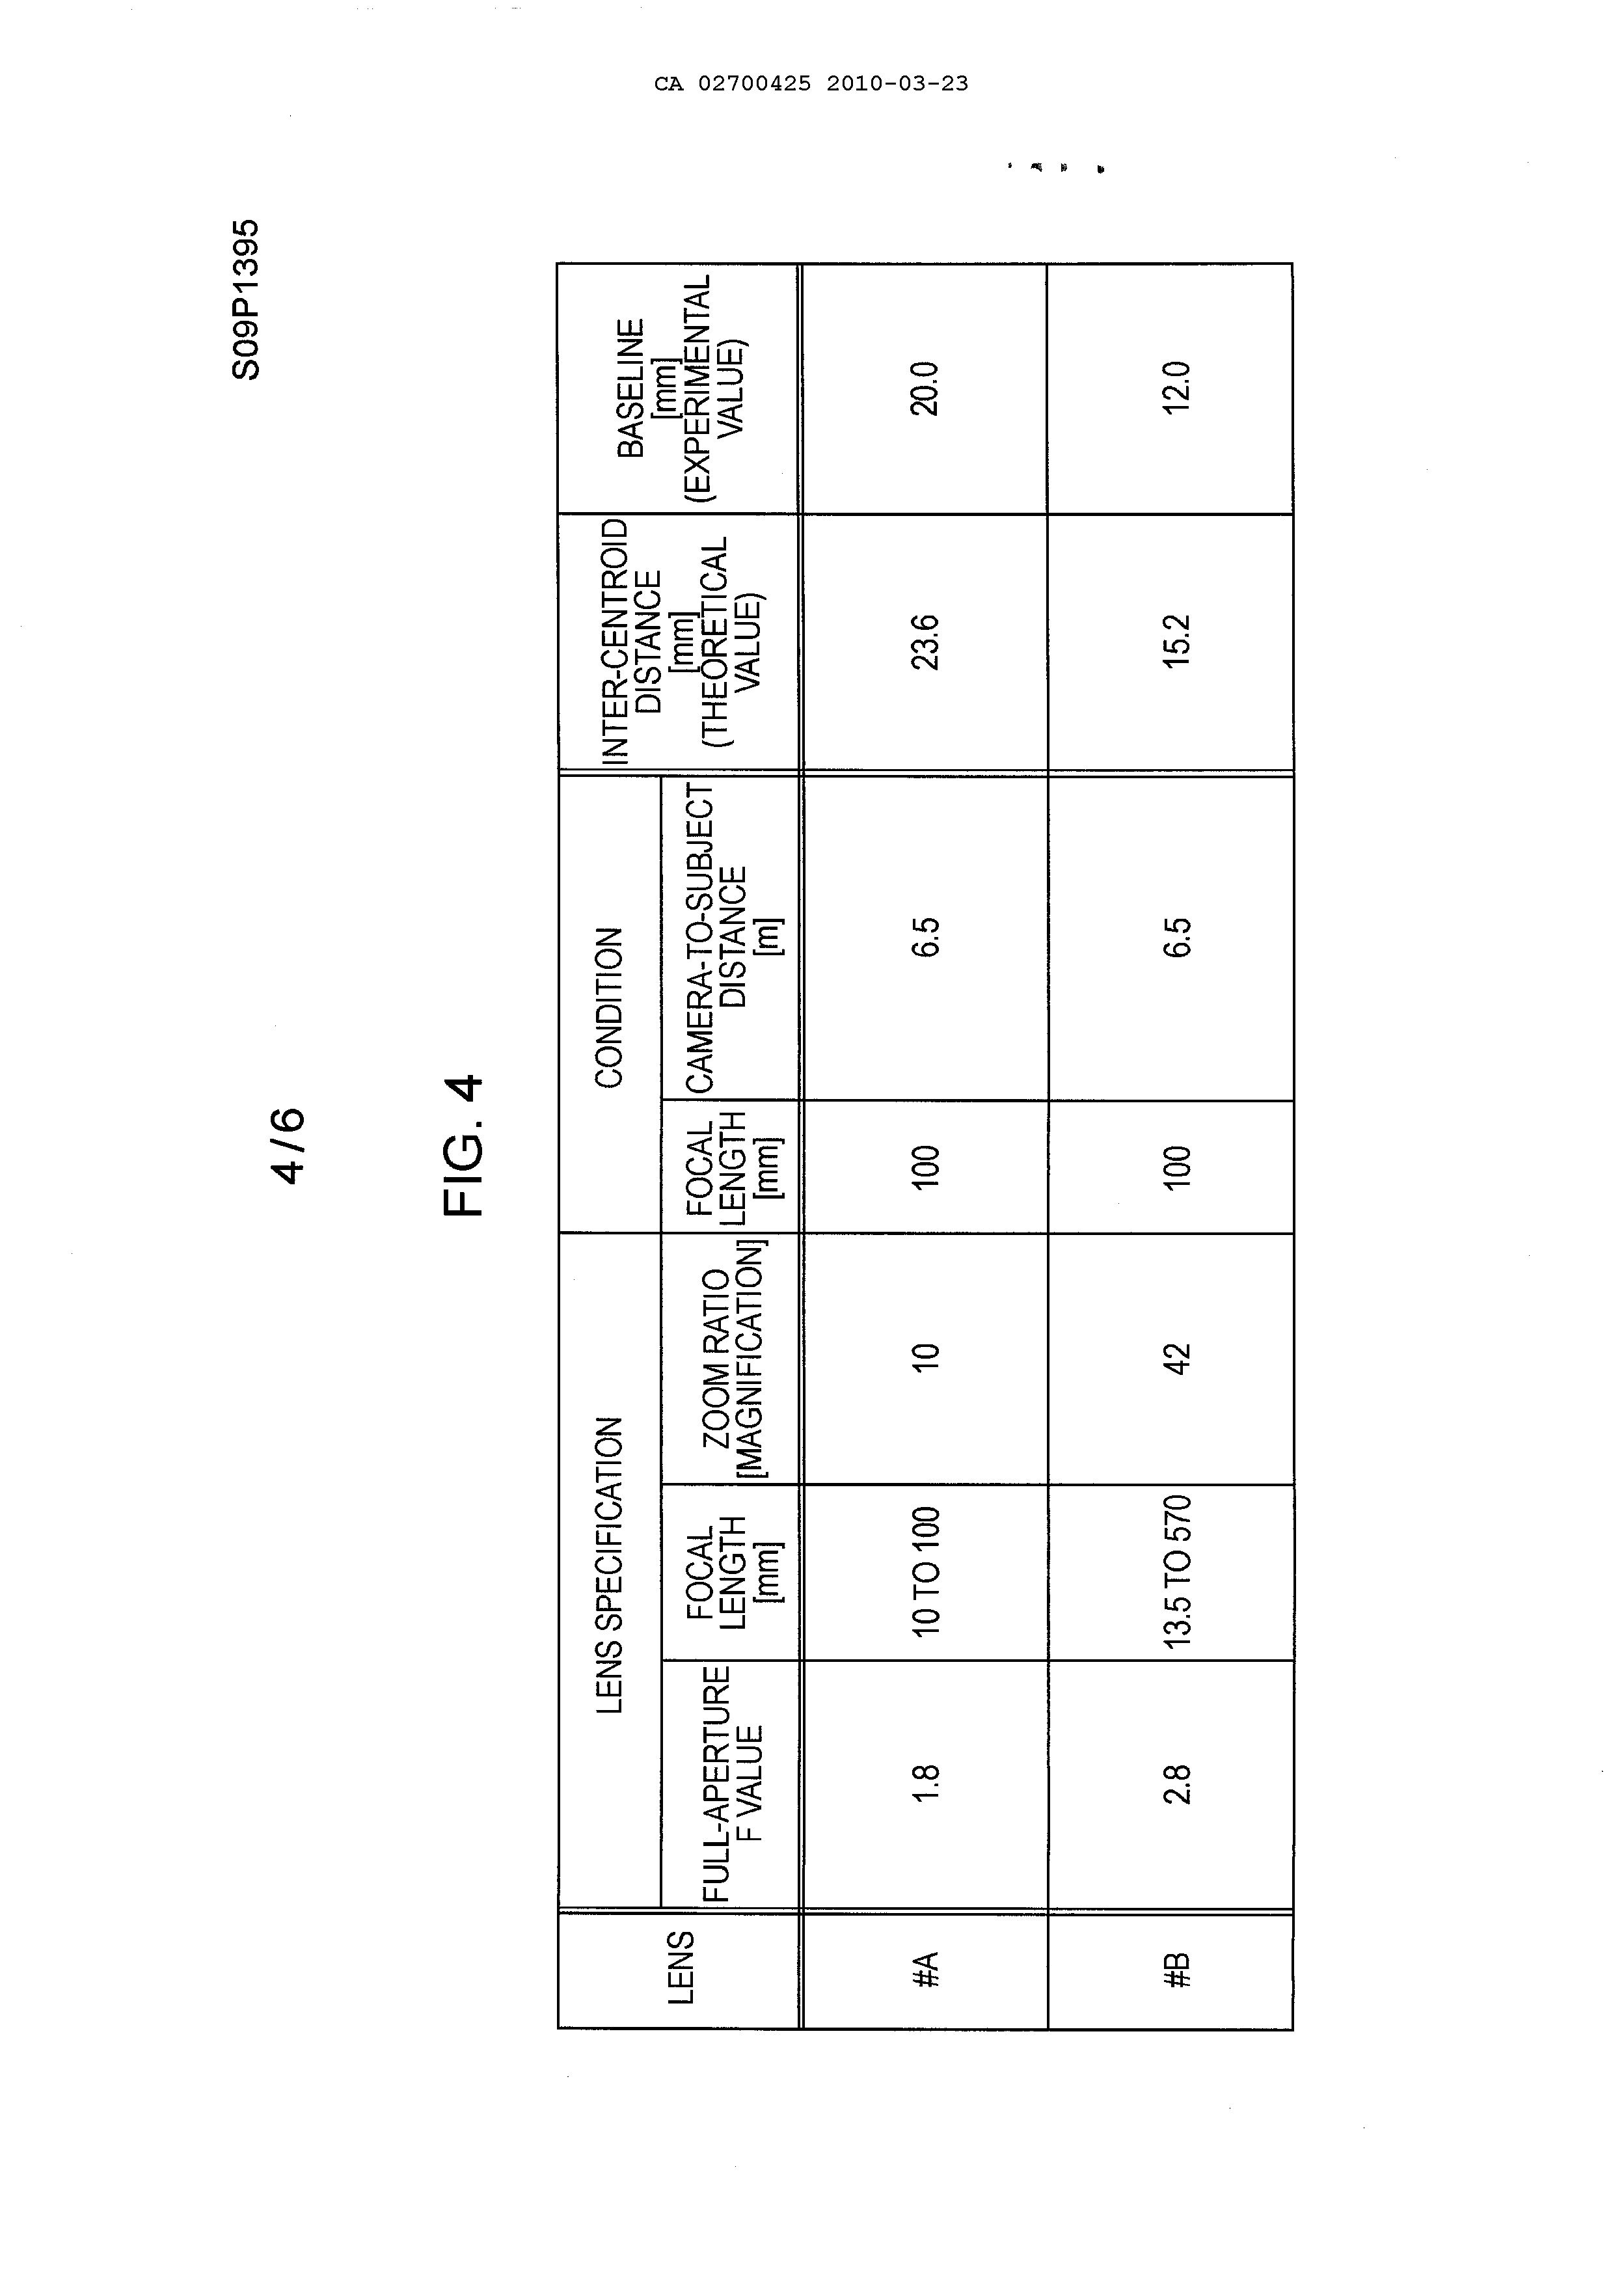 CA 02700425 2010-03-23
S09P1395
4/6
FIG. 4
LENS
LENS SPECIFICATION
CONDITION
INTER-CENTROID
DISTANCE
[mm]
(THEORETICAL
VALUE)
BASELINE
[mm]
(EXPERIMENTAL
VALUE)
FULL-APERTURE
F VALUE
FOCAL
LENGTH
[mm]
ZOOM RATIO
[MAGNIFICATION]
FOCAL
LENGTH
[mm]
CAMERA-TO-SUBJECT
DISTANCE
[m]
#A
1.8
10 TO 100
10
100
6.5
23.6
20.0
#B
2.8
13.5 TO 570
42
100
6.5
15.2
12.0